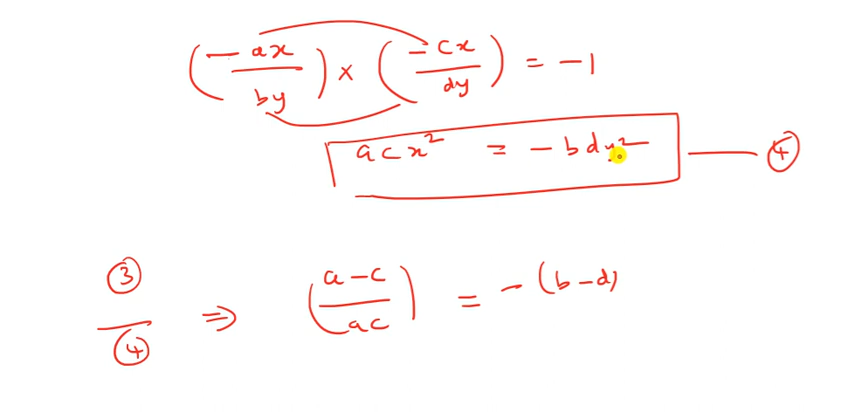 (-ax/by) × (-cx/dy) = -1
acx² = -bdy² —— ④
③/④ ⇒ (a-c/ac) = -(b-d)